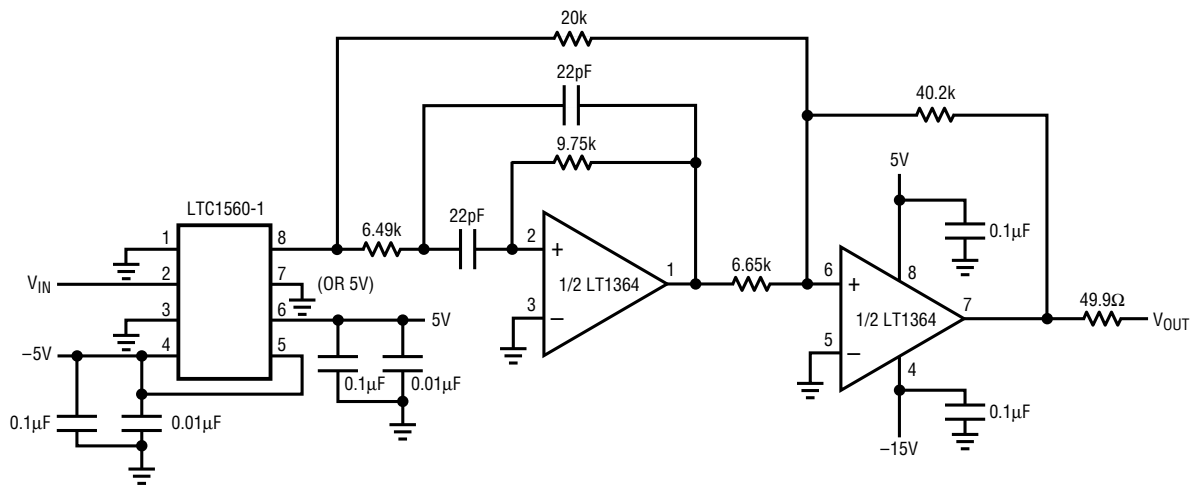 20k
22pF
40.2k
9.75k
5V
LTC1560-1
0.1µF
22pF
6.49k
1
8
2
+
8
6.65k
6
+
1
V_IN
2
7
(OR 5V)
1/2 LT1364
49.9Ω
3
–
1/2 LT1364
7
V_OUT
3
6
5V
5
–
–5V
4
5
4
0.1µF
0.01µF
0.1µF
0.1µF
0.01µF
–15V